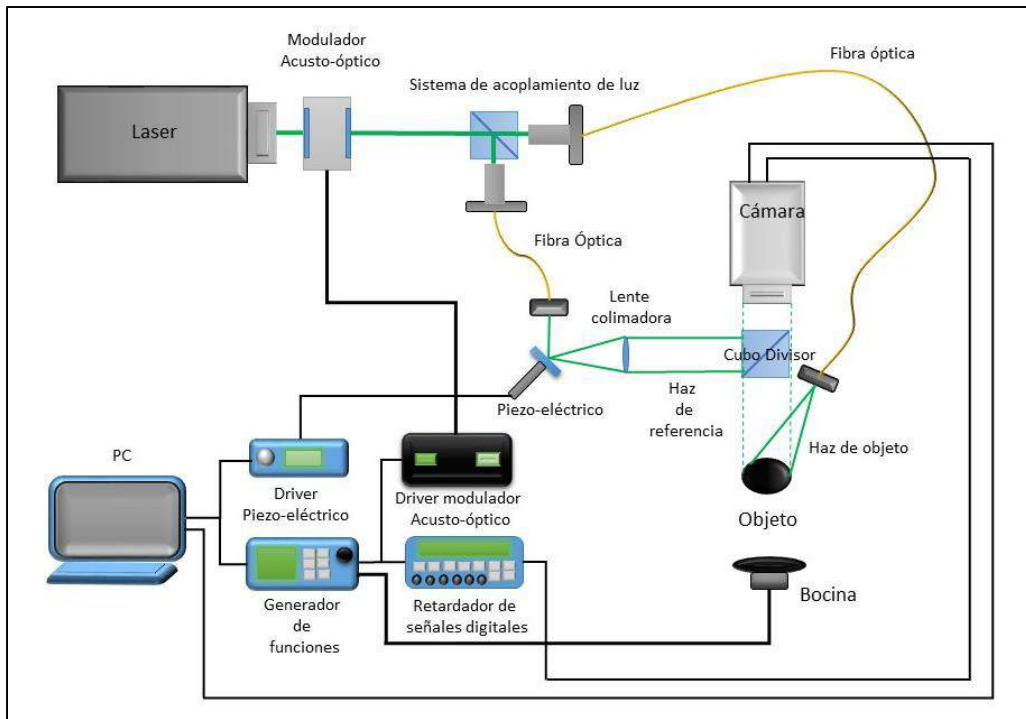 Modulador
Acusto-óptico
Fibra óptica
Sistema de acoplamiento de luz
Laser
Cámara
Fibra Óptica
Lente
colimadora
Cubo Divisor
Piezo-eléctrico
Haz
de
referencia
Haz de objeto
PC
Driver
Piezo-eléctrico
Driver modulador
Acusto-óptico
Objeto
Generador
de
funciones
Retardador de
señales digitales
Bocina